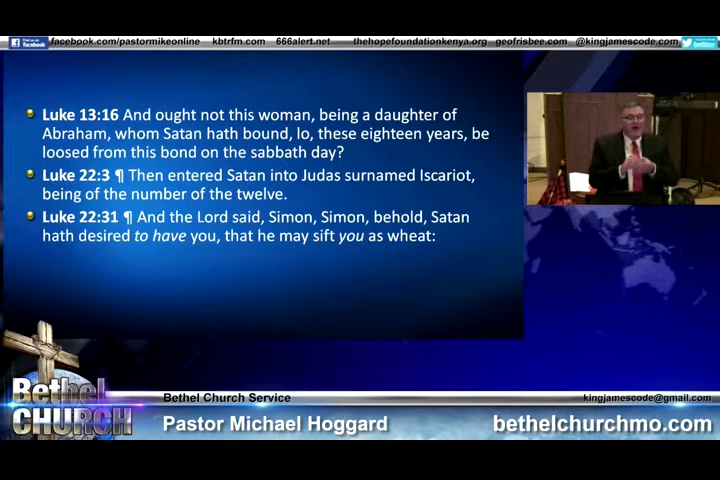 Find us on facebook facebook.com/pastormikeonline kbtrfm.com 666alert.net thehopefoundationkenya.org geofrisbee.com @kingjamescode.com twitter
Luke 13:16 And ought not this woman, being a daughter of
Abraham, whom Satan hath bound, lo, these eighteen years, be
loosed from this bond on the sabbath day?
Luke 22:3 ¶ Then entered Satan into Judas surnamed Iscariot,
being of the number of the twelve.
Luke 22:31 ¶ And the Lord said, Simon, Simon, behold, Satan
hath desired to have you, that he may sift you as wheat:
Bethel
CHURCH
Bethel Church Service
kingjamescode@gmail.com
Pastor Michael Hoggard
bethelchurchmo.com